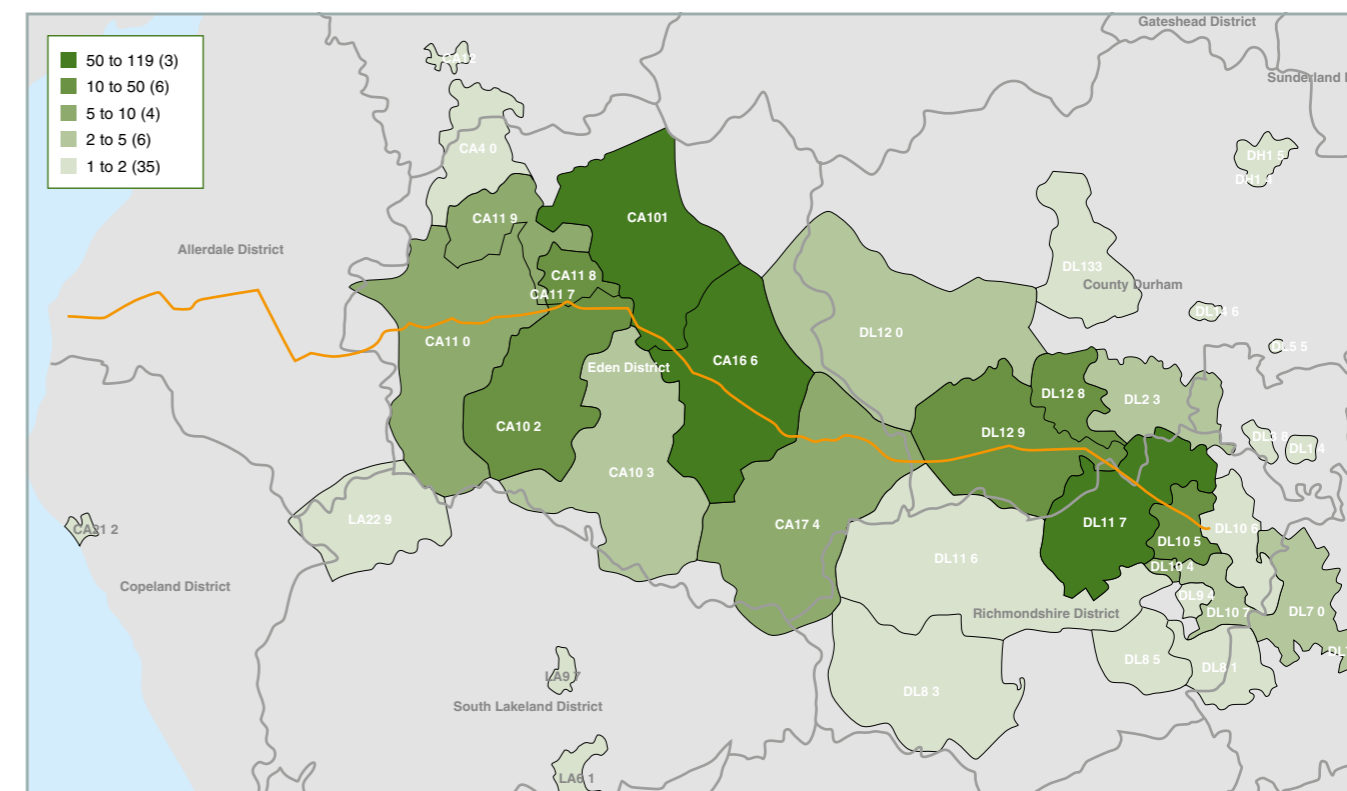 Gateshead District
50 to 119 (3)
10 to 50 (6)
5 to 10 (4)
2 to 5 (6)
1 to 2 (35)
CA12
Sunderland
CA4 0
DH1 5
DH1 4
CA11 9
CA101
Allerdale District
CA11 8
DL133
County Durham
CA11 7
DL14 6
DL12 0
CA11 0
DL5 5
CA16 6
Eden District
DL12 8
DL2 3
CA10 2
DL12 9
DL1 4
CA10 3
LA22 9
CA17 4
DL11 7
CA21 2
DL10 6
DL10 5
DL11 6
DL10 4
Copeland District
DL9 4
Richmondshire District
DL10 7
DL7 0
DL8 5
DL8 1
LA9 7
DL8 3
South Lakeland District
LA6 1